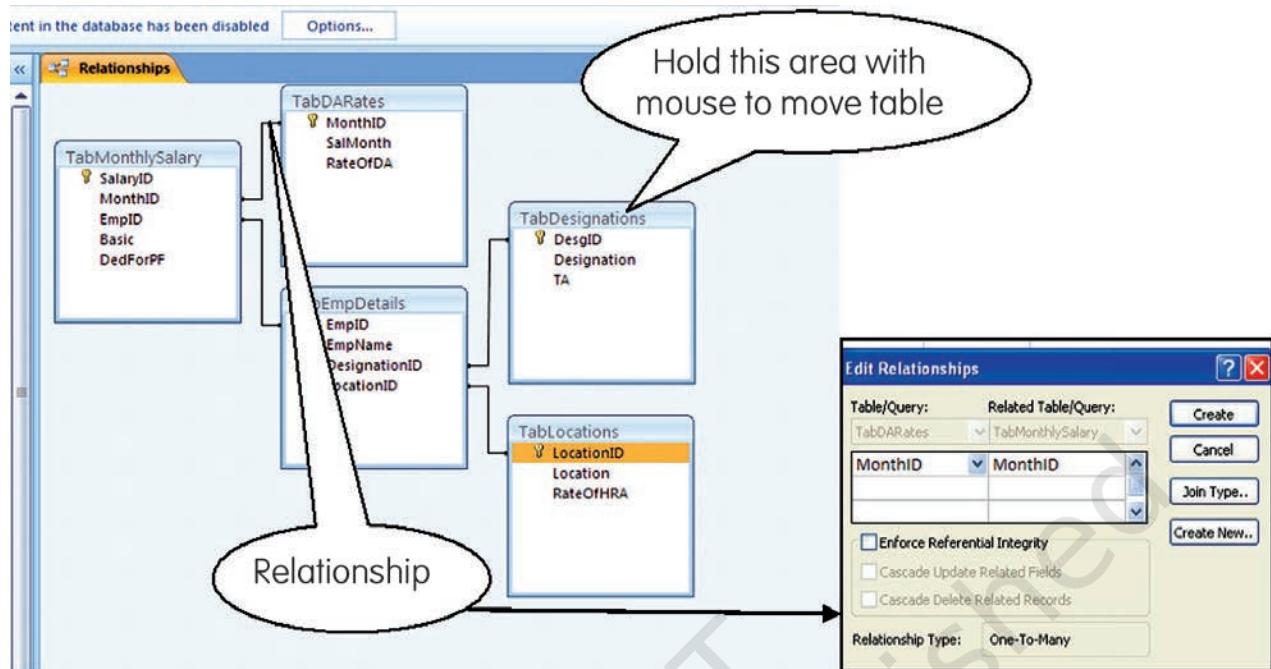 in the database has been disabled
Options...
«
Relationships
Hold this area with
mouse to move table
TabDARates
MonthID
SalMonth
RateOfDA
TabMonthlySalary
SalaryID
MonthID
EmpID
Basic
DedForPF
TabDesignations
DesgID
Designation
TA
EmpID
EmpName
TabLocations
LocationID
Location
RateOfHRA
Relationship
Edit Relationships
Table/Query:
Related Table/Query:
TabDARates
TabMonthlySalary
MonthID
MonthID
Enforce Referential Integrity
Cascade Update Related Fields
Cascade Delete Related Records
Relationship Type:
One-To-Many
Create
Cancel
Join Type..
Create New..